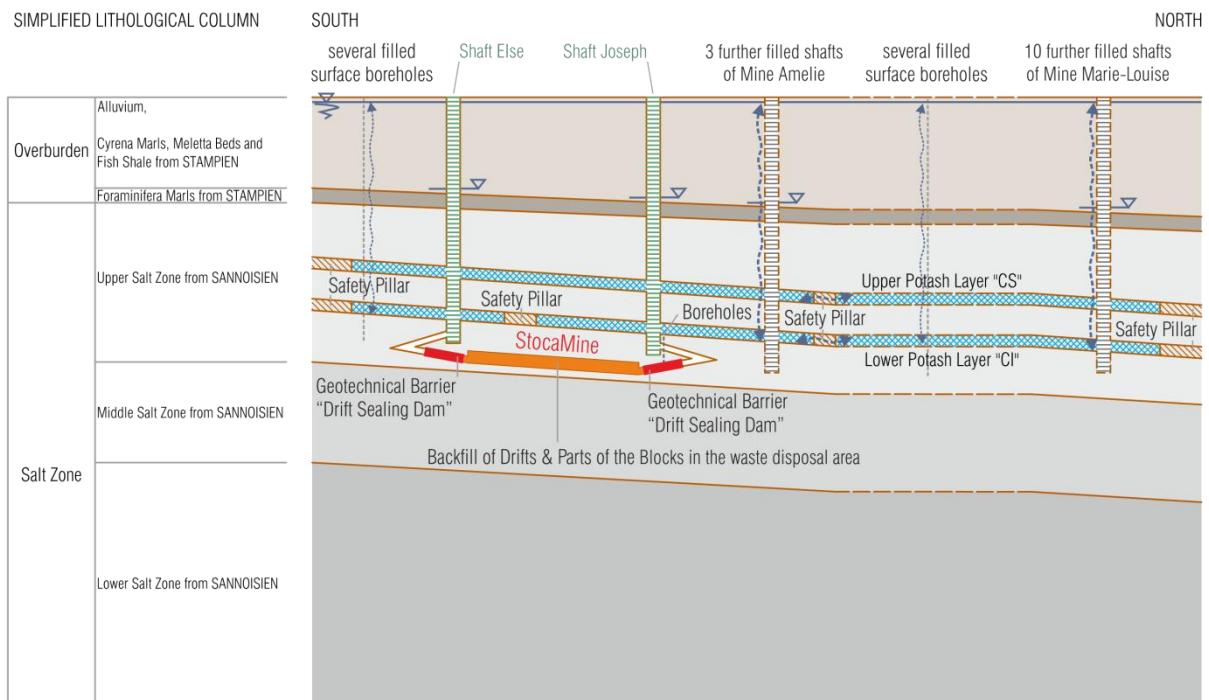 SIMPLIFIED LITHOLOGICAL COLUMN
SOUTH
NORTH
several filled
surface boreholes
Shaft Else
Shaft Joseph
3 further filled shafts
of Mine Amelie
several filled
surface boreholes
10 further filled shafts
of Mine Marie-Louise
Overburden
Alluvium,
Cyrena Marls, Meletta Beds and
Fish Shale from STAMPIEN
Foraminifera Marls from STAMPIEN
Upper Salt Zone from SANNOISIEN
Safety Pillar
Safety Pillar
Boreholes
Upper Potash Layer "CS"
Safety Pillar
Safety Pillar
StocaMine
Lower Potash Layer "CI"
Geotechnical Barrier
“Drift Sealing Dam”
Geotechnical Barrier
“Drift Sealing Dam”
Middle Salt Zone from SANNOISIEN
Backfill of Drifts & Parts of the Blocks in the waste disposal area
Salt Zone
Lower Salt Zone from SANNOISIEN